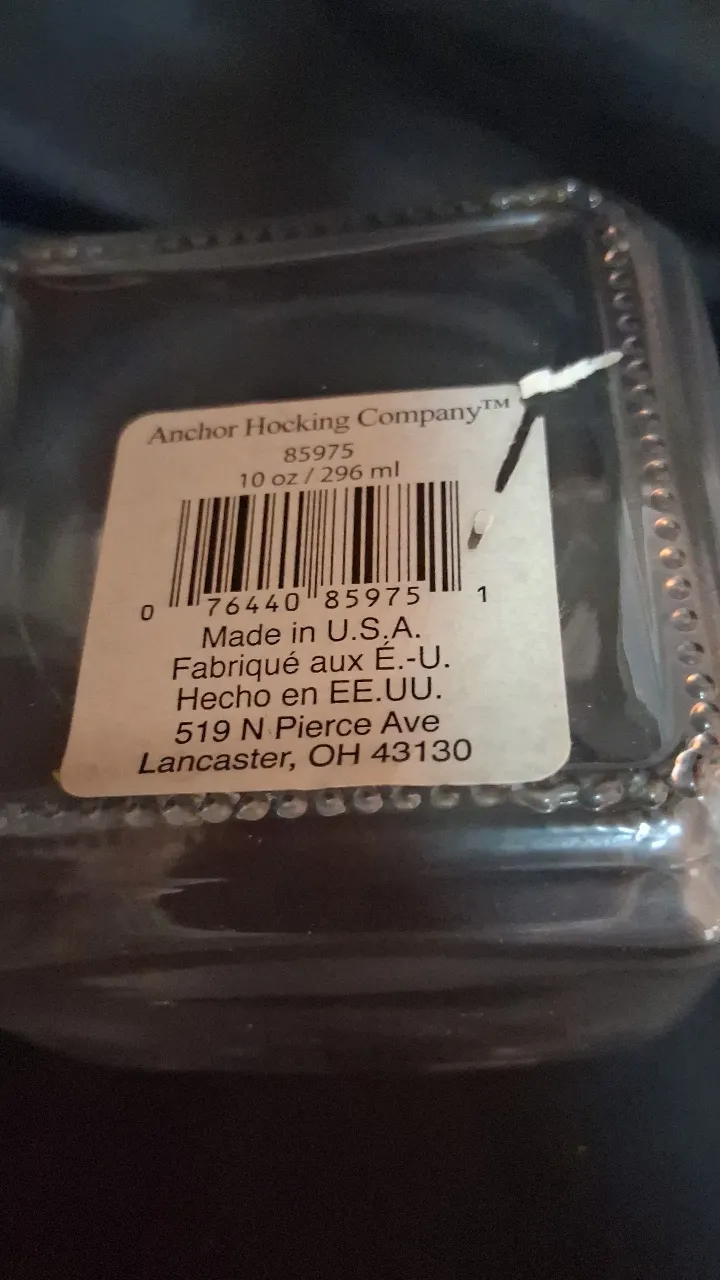 Anchor Hocking Company™
85975
10 oz / 296 ml
0 76440 85975 1
Made in U.S.A.
Fabriqué aux É.-U.
Hecho en EE.UU.
519 N Pierce Ave
Lancaster, OH 43130